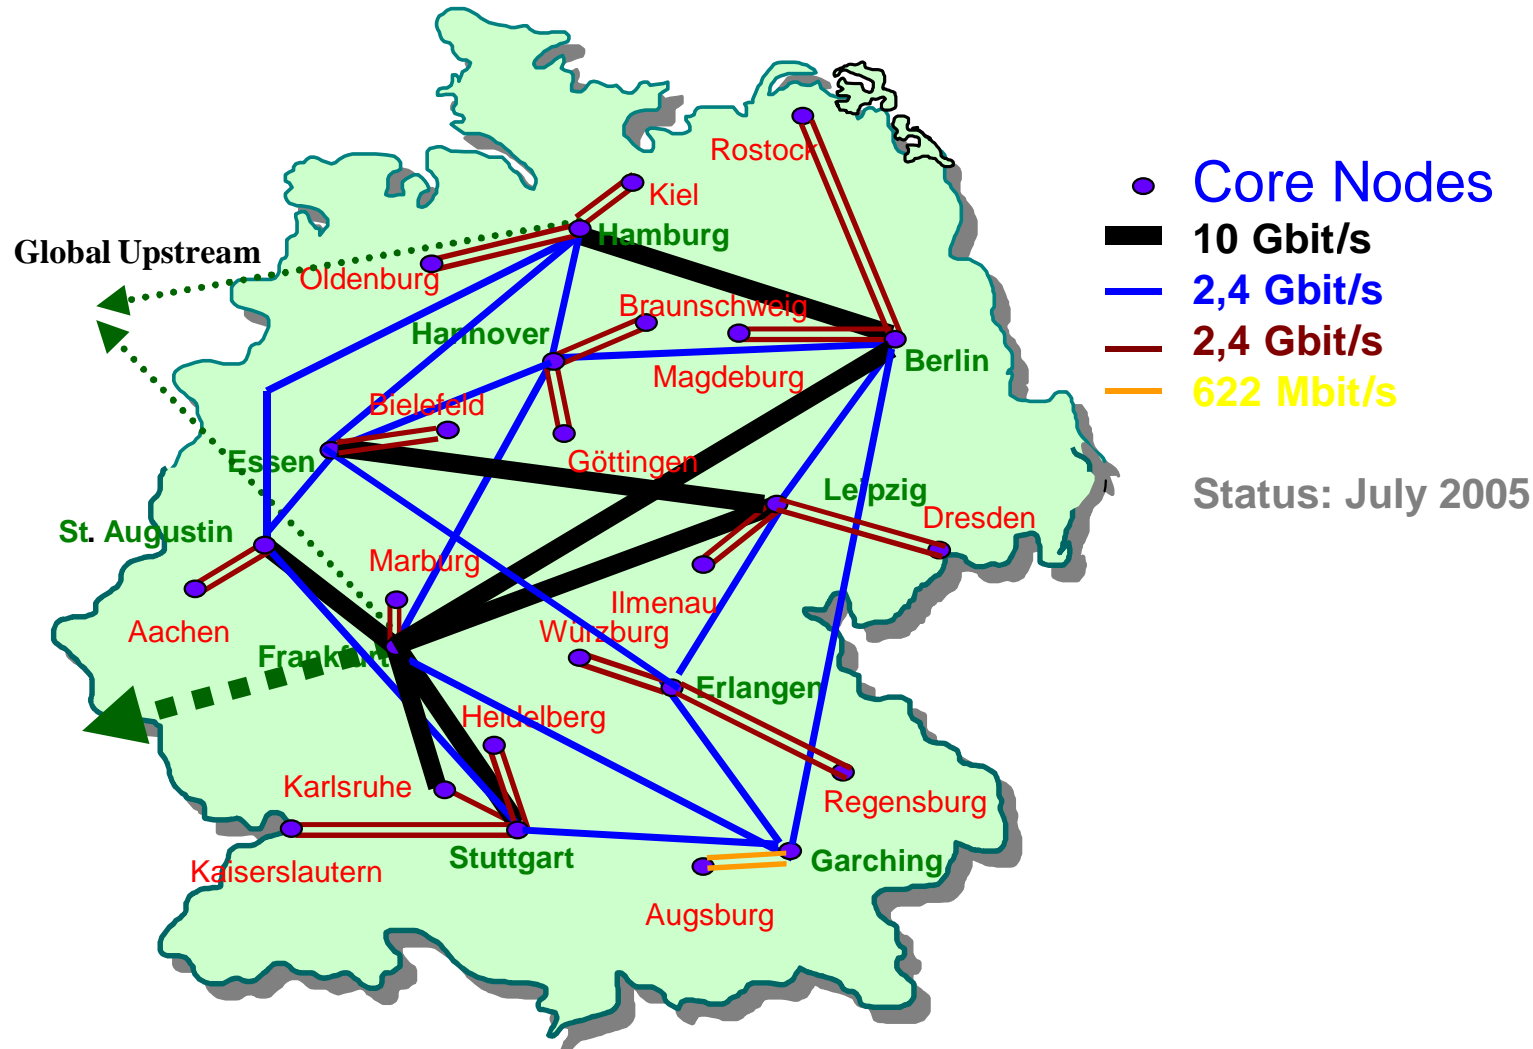 Rostock
Kiel
Hamburg
Global Upstream
Oldenburg
Braunschweig
Hannover
Berlin
Magdeburg
Bielefeld
Essen
Göttingen
Leipzig
Dresden
St. Augustin
Marburg
Ilmenau
Aachen
Würzburg
Frankfurt
Erlangen
Heidelberg
Karlsruhe
Regensburg
Kaiserslautern
Stuttgart
Garching
Augsburg
Core Nodes
10 Gbit/s
2,4 Gbit/s
2,4 Gbit/s
622 Mbit/s
Status: July 2005